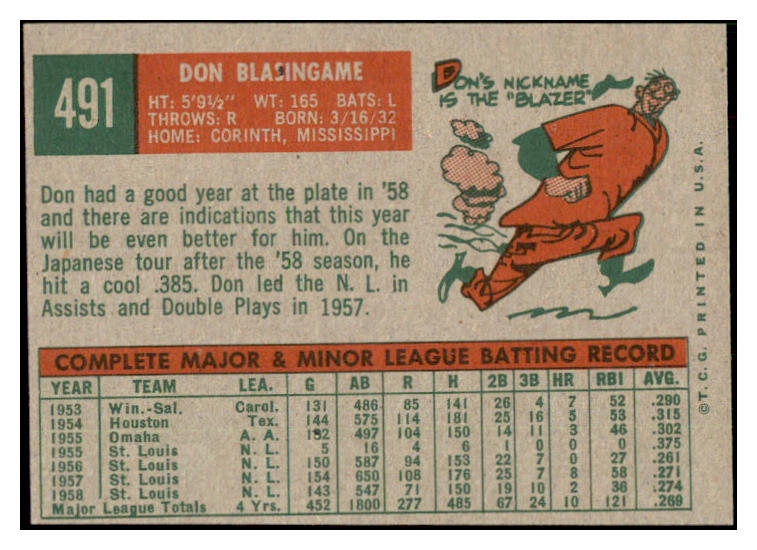 491
DON BLASINGAME
HT: 5'9½" WT: 165 BATS: L
THROWS: R BORN: 3/16/32
HOME: CORINTH, MISSISSIPPI
DON'S NICKNAME
IS THE "BLAZER"
Don had a good year at the plate in '58
and there are indications that this year
will be even better for him. On the
Japanese tour after the '58 season, he
hit a cool .385. Don led the N. L. in
Assists and Double Plays in 1957.
COMPLETE MAJOR & MINOR LEAGUE BATTING RECORD
YEAR TEAM LEA. G AB R H 2B 3B HR RBI AVG.
1953 Win.-Sal. Carol. 131 486 85 141 26 4 7 52 .290
1954 Houston Tex. 144 575 114 181 25 16 5 53 .315
1955 Omaha A. A. 132 497 104 150 14 11 3 46 .302
1955 St. Louis N. L. 5 16 4 6 1 0 0 0 .375
1956 St. Louis N. L. 150 587 94 153 22 7 0 27 .261
1957 St. Louis N. L. 154 650 108 176 25 7 8 58 .271
1958 St. Louis N. L. 143 547 71 150 19 10 2 36 .274
Major League Totals 4 Yrs. 452 1800 277 485 67 24 10 121 .269
©T.C.G. PRINTED IN U.S.A.